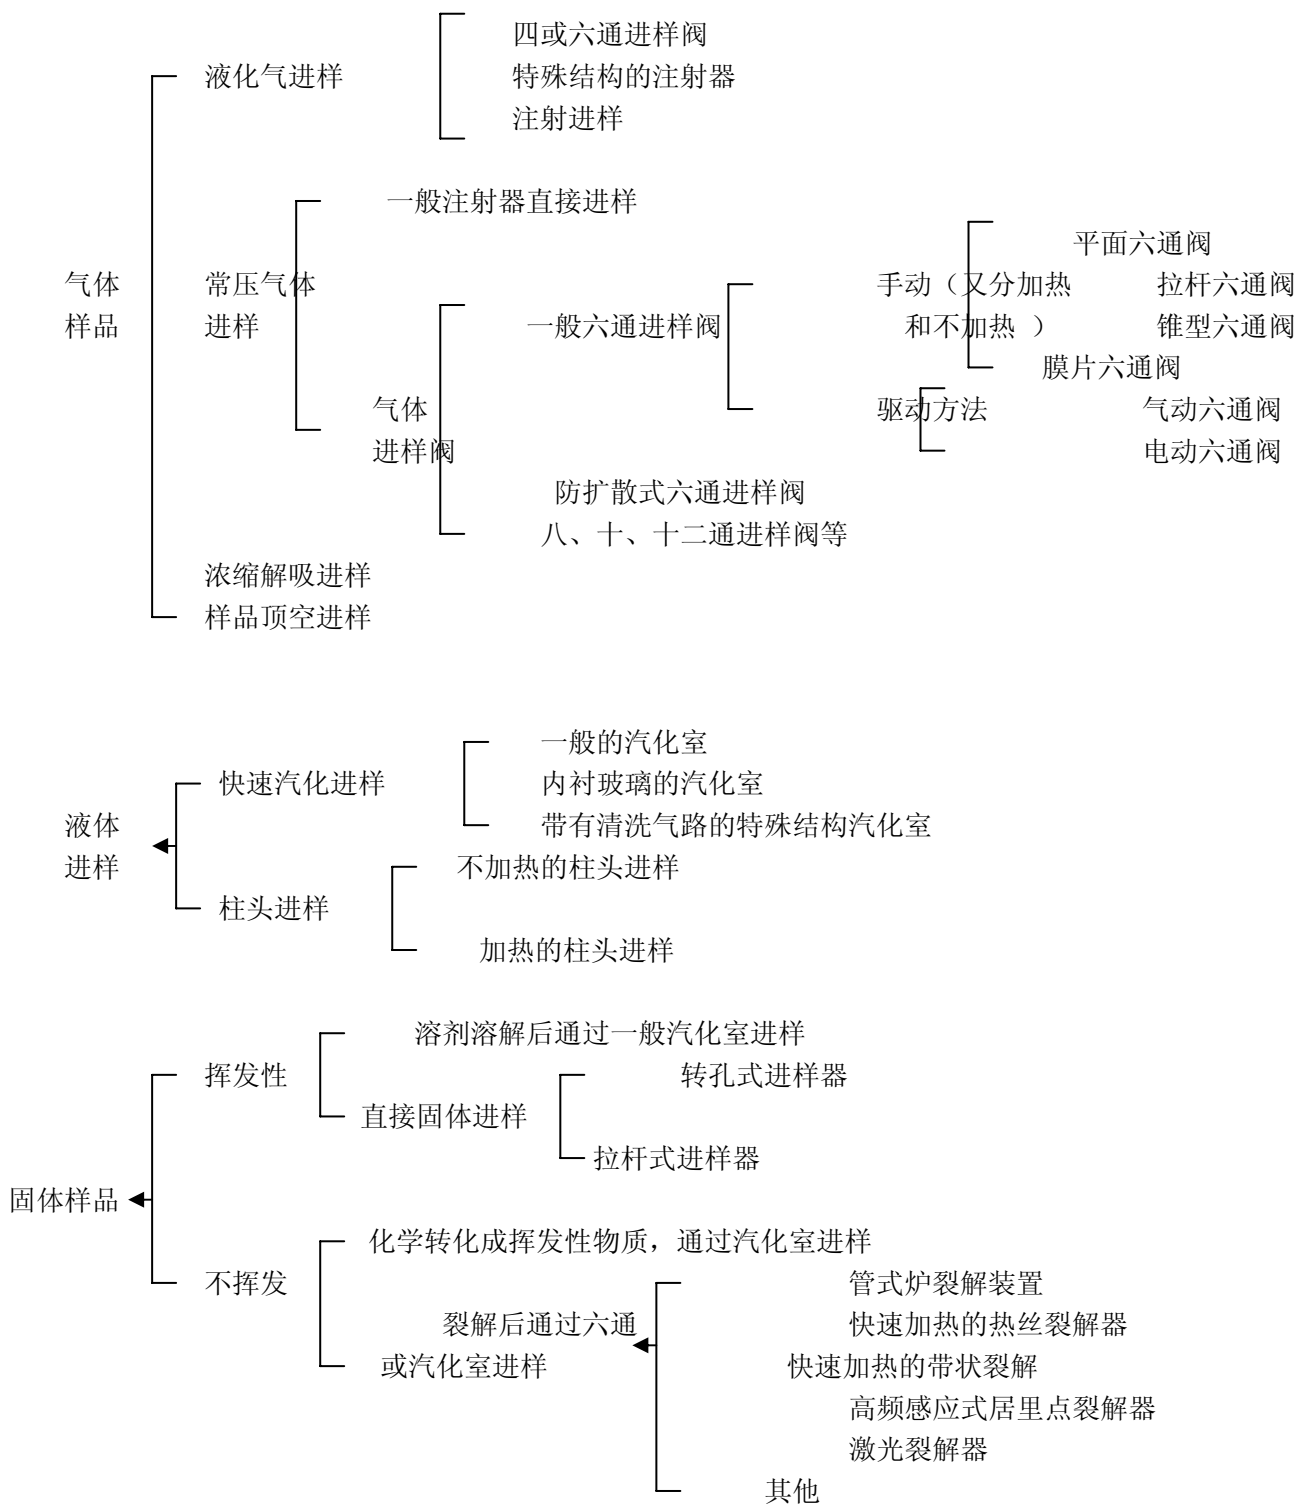 四或六通进样阀
液化气进样 特殊结构的注射器
注射进样
一般注射器直接进样
平面六通阀
气体 常压气体 手动（又分加热 拉杆六通阀
样品 进样 一般六通进样阀 和不加热 ） 锥型六通阀
膜片六通阀
气体 驱动方法 气动六通阀
进样阀 电动六通阀
防扩散式六通进样阀
八、十、十二通进样阀等
浓缩解吸进样
样品顶空进样
一般的汽化室
快速汽化进样 内衬玻璃的汽化室
液体 带有清洗气路的特殊结构汽化室
进样 不加热的柱头进样
柱头进样
加热的柱头进样
溶剂溶解后通过一般汽化室进样
挥发性 转孔式进样器
直接固体进样
拉杆式进样器
固体样品
化学转化成挥发性物质，通过汽化室进样
不挥发 管式炉裂解装置
裂解后通过六通 快速加热的热丝裂解器
或汽化室进样 快速加热的带状裂解
高频感应式居里点裂解器
激光裂解器
其他